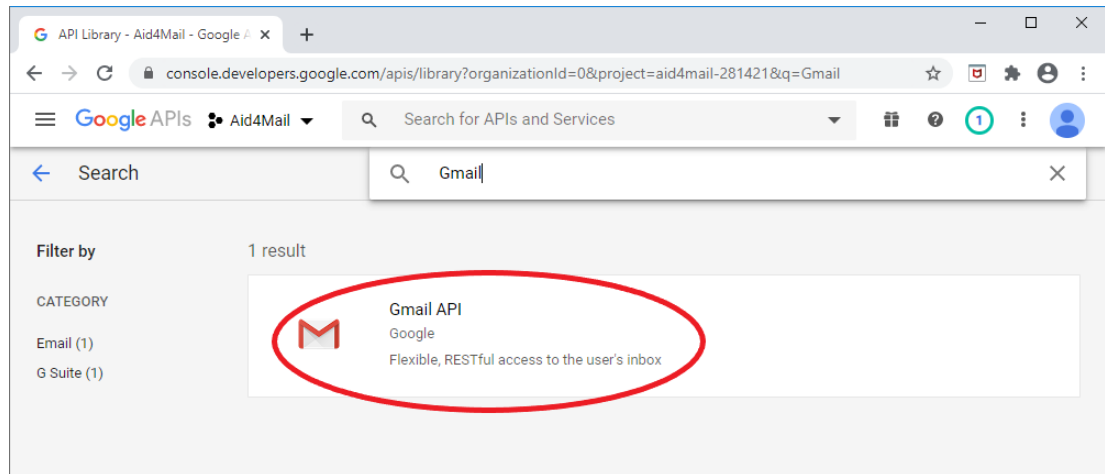 API Library - Aid4Mail - Google A
console.developers.google.com/apis/library?organizationId=0&project=aid4mail-281421&q=Gmail
Google APIs Aid4Mail Search for APIs and Services 1
Search Gmail
Filter by 1 result
CATEGORY
Gmail API
Google
Email (1)
Flexible, RESTful access to the user's inbox
G Suite (1)